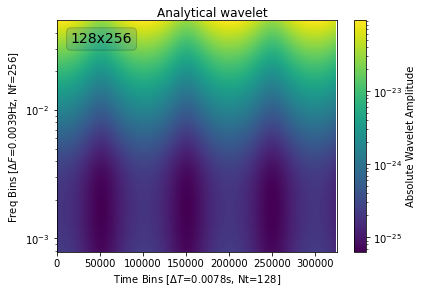 Analytical wavelet
128x256
Freq Bins [ΔF=0.0039Hz, Nf=256]
10⁻²
10⁻³
0 50000 100000 150000 200000 250000 300000
Time Bins [ΔT=0.0078s, Nt=128]
10⁻²³
10⁻²⁴
10⁻²⁵
Absolute Wavelet Amplitude